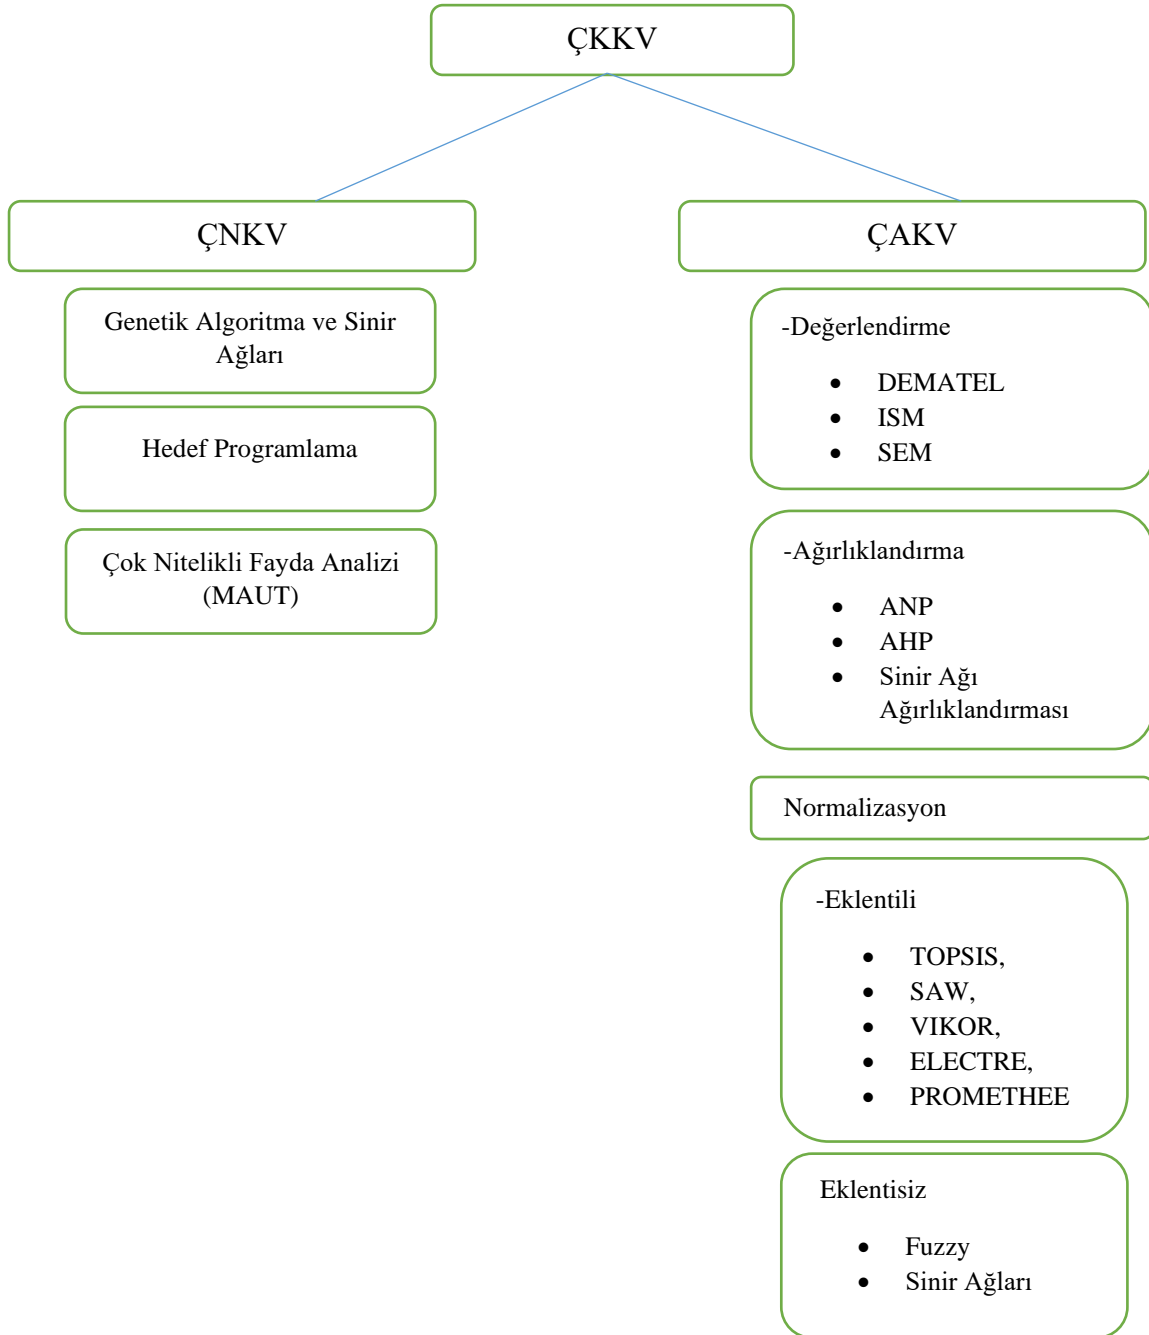 ÇKKV
ÇNKV
Genetik Algoritma ve Sinir
Ağları
Hedef Programlama
Çok Nitelikli Fayda Analizi
(MAUT)
ÇAKV
-Değerlendirme
• DEMATEL
• ISM
• SEM
-Ağırlıklandırma
• ANP
• AHP
• Sinir Ağı
Ağırlıklandırması
Normalizasyon
-Eklentili
• TOPSIS,
• SAW,
• VIKOR,
• ELECTRE,
• PROMETHEE
Eklentisiz
• Fuzzy
• Sinir Ağları